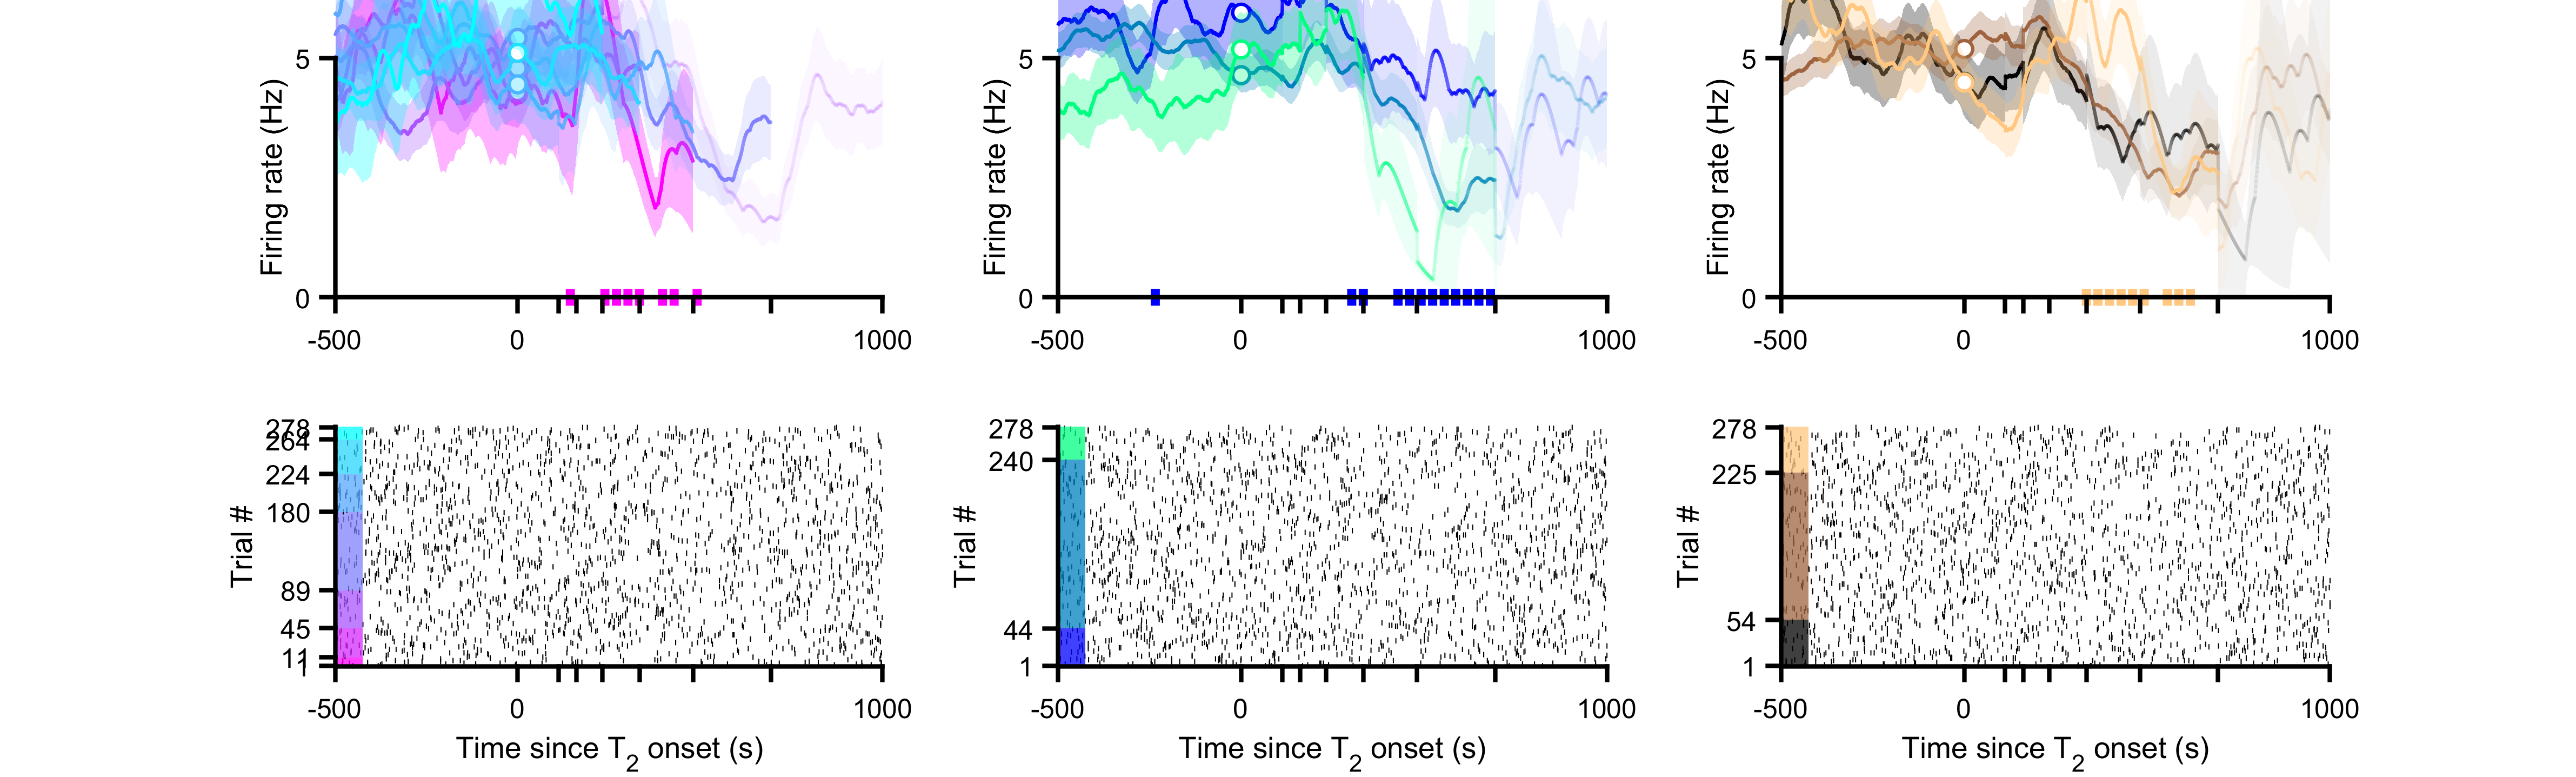 5
5
5
Firing rate (Hz)
Firing rate (Hz)
Firing rate (Hz)
0
0
0
-500 0 1000
-500 0 1000
-500 0 1000
278
264
224
180
89
45
11
1
Trial #
278
240
44
1
Trial #
278
225
54
1
Trial #
-500 0 1000
-500 0 1000
-500 0 1000
Time since T2 onset (s)
Time since T2 onset (s)
Time since T2 onset (s)